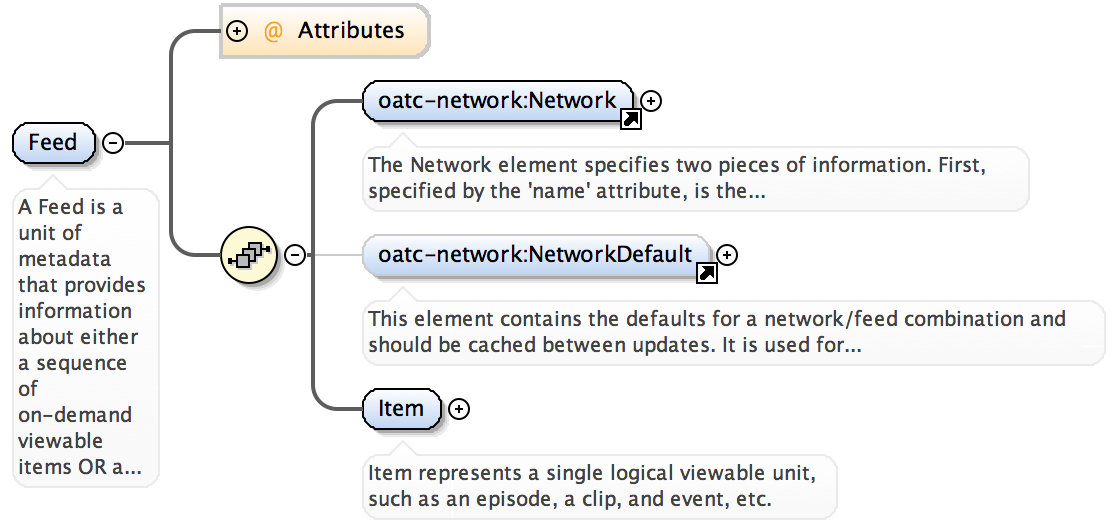 @ Attributes
Feed
A Feed is a
unit of
metadata
that provides
information
about either
a sequence
of
on-demand
viewable
items OR a...
oatc-network:Network
The Network element specifies two pieces of information. First,
specified by the 'name' attribute, is the...
oatc-network:NetworkDefault
This element contains the defaults for a network/feed combination and
should be cached between updates. It is used for...
Item
Item represents a single logical viewable unit,
such as an episode, a clip, and event, etc.